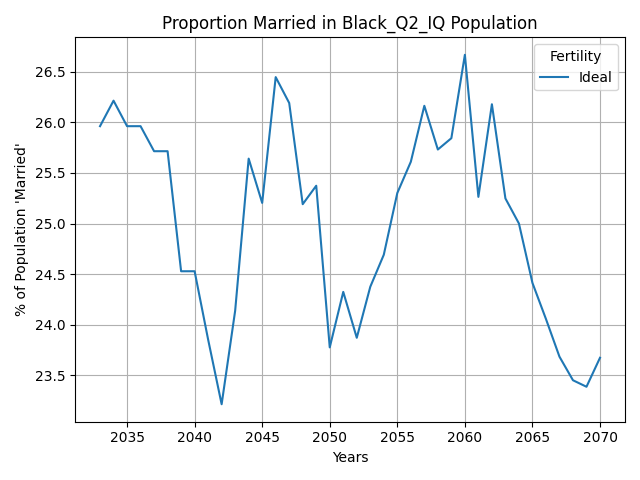 Proportion Married in Black_Q2_IQ Population
Fertility
Ideal
26.5
26.0
25.5
25.0
24.5
24.0
23.5
% of Population 'Married'
2035 2040 2045 2050 2055 2060 2065 2070
Years